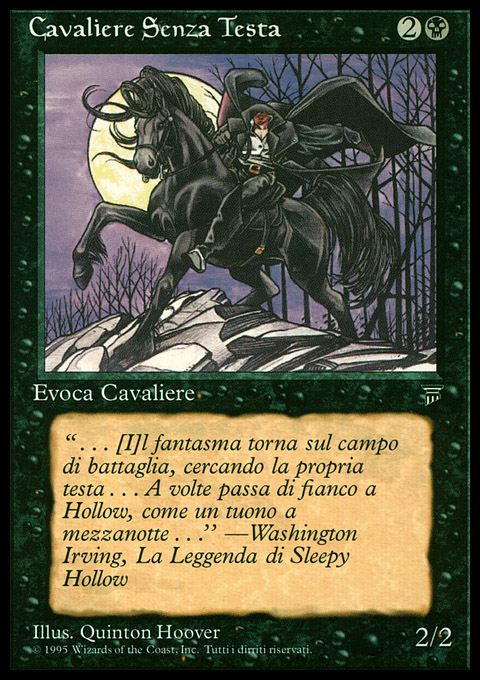 Cavaliere Senza Testa 2
Evoca Cavaliere
“ . . . [I]l fantasma torna sul campo
di battaglia, cercando la propria
testa . . . A volte passa di fianco a
Hollow, come un tuono a
mezzanotte . . .’’ —Washington
Irving, La Leggenda di Sleepy
Hollow
Illus. Quinton Hoover
2/2
© 1995 Wizards of the Coast, Inc. Tutti i diritti riservati.